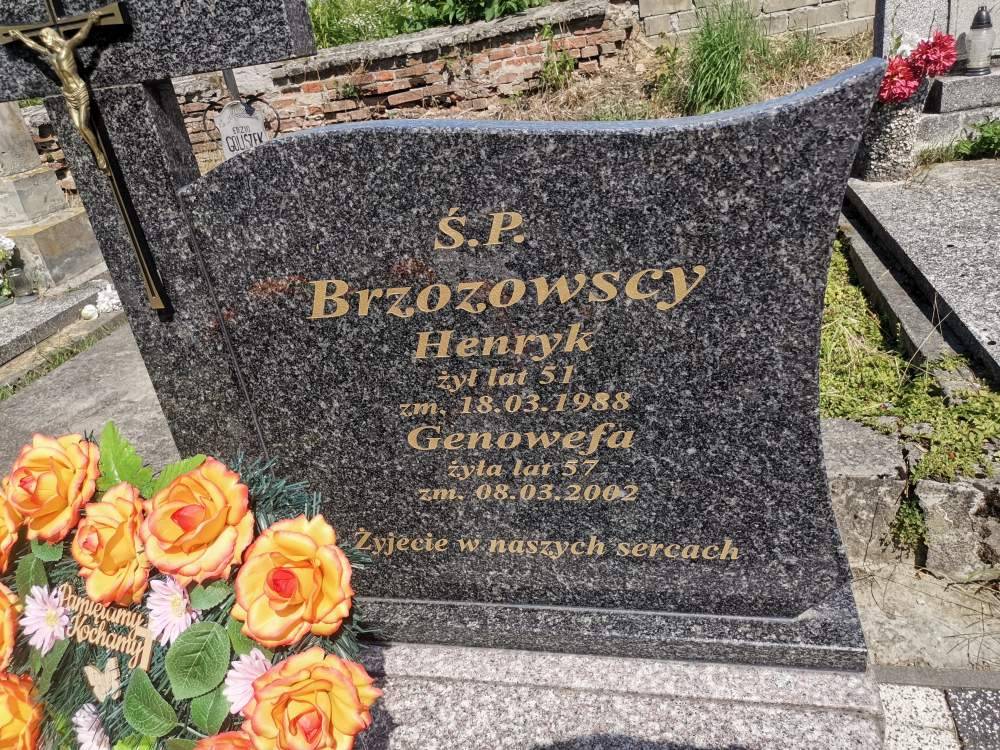 GOLISZEK
Ś.P.
Brzozowscy
Henryk
żył lat 51
zm. 18.03.1988
Genowefa
żyła lat 57
zm. 08.03.2002
Żyjecie w naszych sercach
Pamiętamy
Kochamy